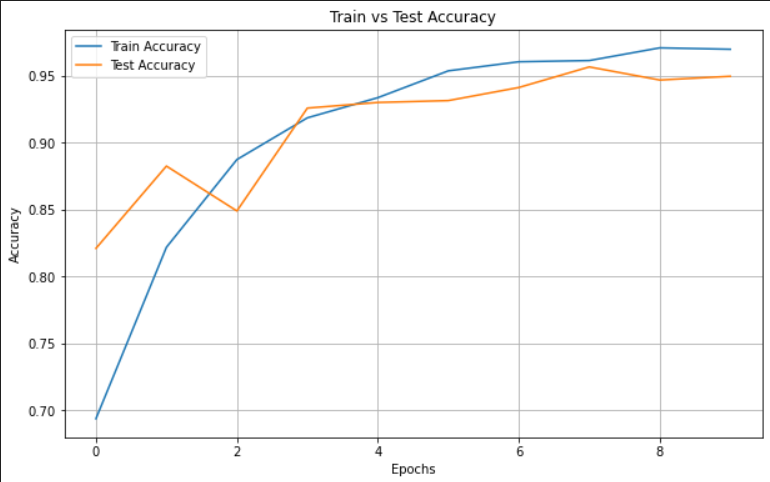 Train vs Test Accuracy
Train Accuracy
Test Accuracy
0.95
0.90
0.85
0.80
0.75
0.70
Accuracy
0 2 4 6 8
Epochs